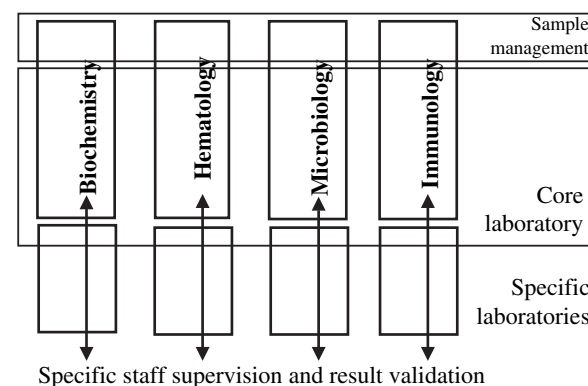 Sample
management
Biochemistry
Hematology
Microbiology
Immunology
Core
laboratory
Specific
laboratories
Specific staff supervision and result validation